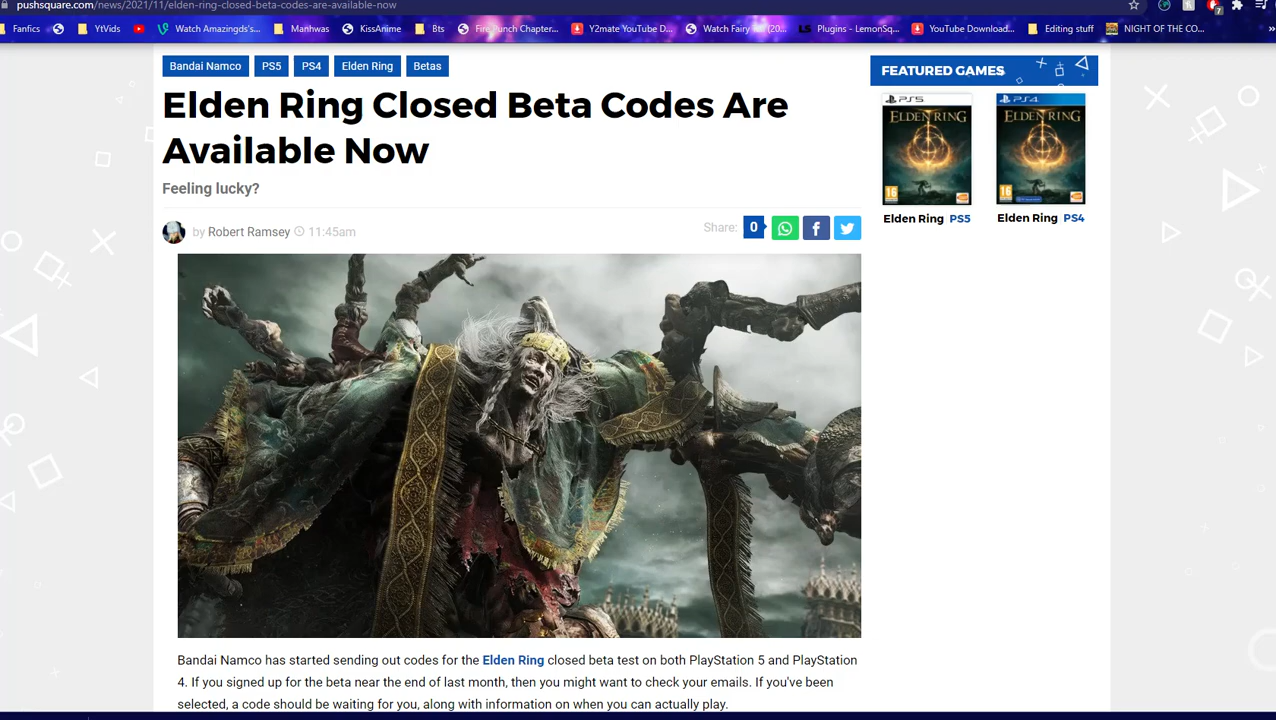 pushsquare.com/news/2021/11/elden-ring-closed-beta-codes-are-available-now
7
Fanfics YtVids Watch Amazingds's... Manhwas KissAnime Bts Fire Punch Chapter... Y2mate YouTube D... Watch Fairy Tail (20... Plugins - LemonSq... YouTube Download... Editing stuff NIGHT OF THE CO... »
Bandai Namco PS5 PS4 Elden Ring Betas
Elden Ring Closed Beta Codes Are
Available Now
Feeling lucky?
by Robert Ramsey 11:45am
Share: 0
FEATURED GAMES
PS5
ELDEN RING
16
PS4
ELDEN RING
16
Elden Ring PS5
Elden Ring PS4
Bandai Namco has started sending out codes for the Elden Ring closed beta test on both PlayStation 5 and PlayStation
4. If you signed up for the beta near the end of last month, then you might want to check your emails. If you've been
selected, a code should be waiting for you, along with information on when you can actually play.